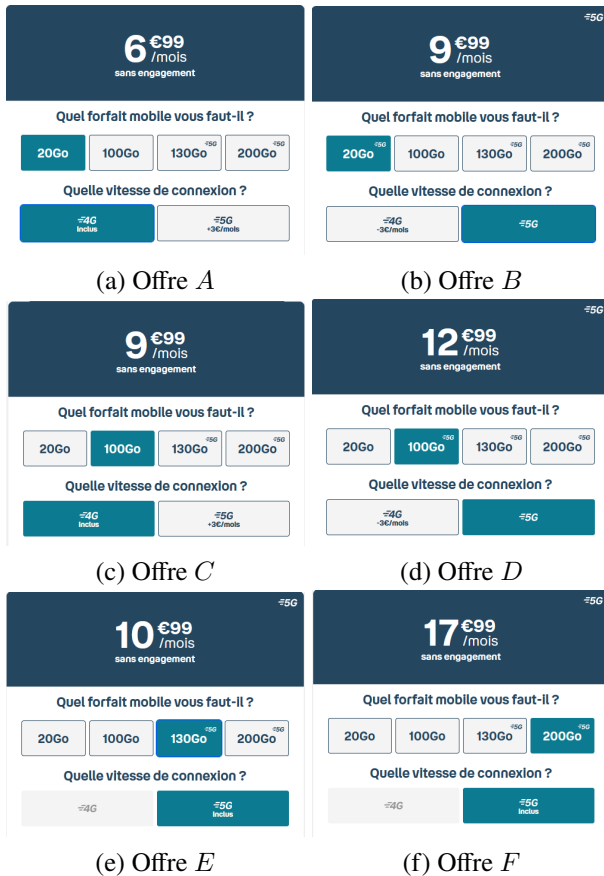 6 €99 /mois
sans engagement
Quel forfait mobile vous faut-il ?
20Go 100Go 130Go 5G 200Go 5G
Quelle vitesse de connexion ?
4G 5G
Inclus +3€/mois
(a) Offre A
5G
9 €99 /mois
sans engagement
Quel forfait mobile vous faut-il ?
20Go 5G 100Go 130Go 5G 200Go 5G
Quelle vitesse de connexion ?
4G 5G
-3€/mois
(b) Offre B
9 €99 /mois
sans engagement
Quel forfait mobile vous faut-il ?
20Go 100Go 130Go 5G 200Go 5G
Quelle vitesse de connexion ?
4G 5G
Inclus +3€/mois
(c) Offre C
5G
12 €99 /mois
sans engagement
Quel forfait mobile vous faut-il ?
20Go 100Go 5G 130Go 5G 200Go 5G
Quelle vitesse de connexion ?
4G 5G
-3€/mois
(d) Offre D
5G
10 €99 /mois
sans engagement
Quel forfait mobile vous faut-il ?
20Go 100Go 130Go 5G 200Go 5G
Quelle vitesse de connexion ?
4G 5G
Inclus
(e) Offre E
5G
17 €99 /mois
sans engagement
Quel forfait mobile vous faut-il ?
20Go 100Go 130Go 5G 200Go 5G
Quelle vitesse de connexion ?
4G 5G
Inclus
(f) Offre F